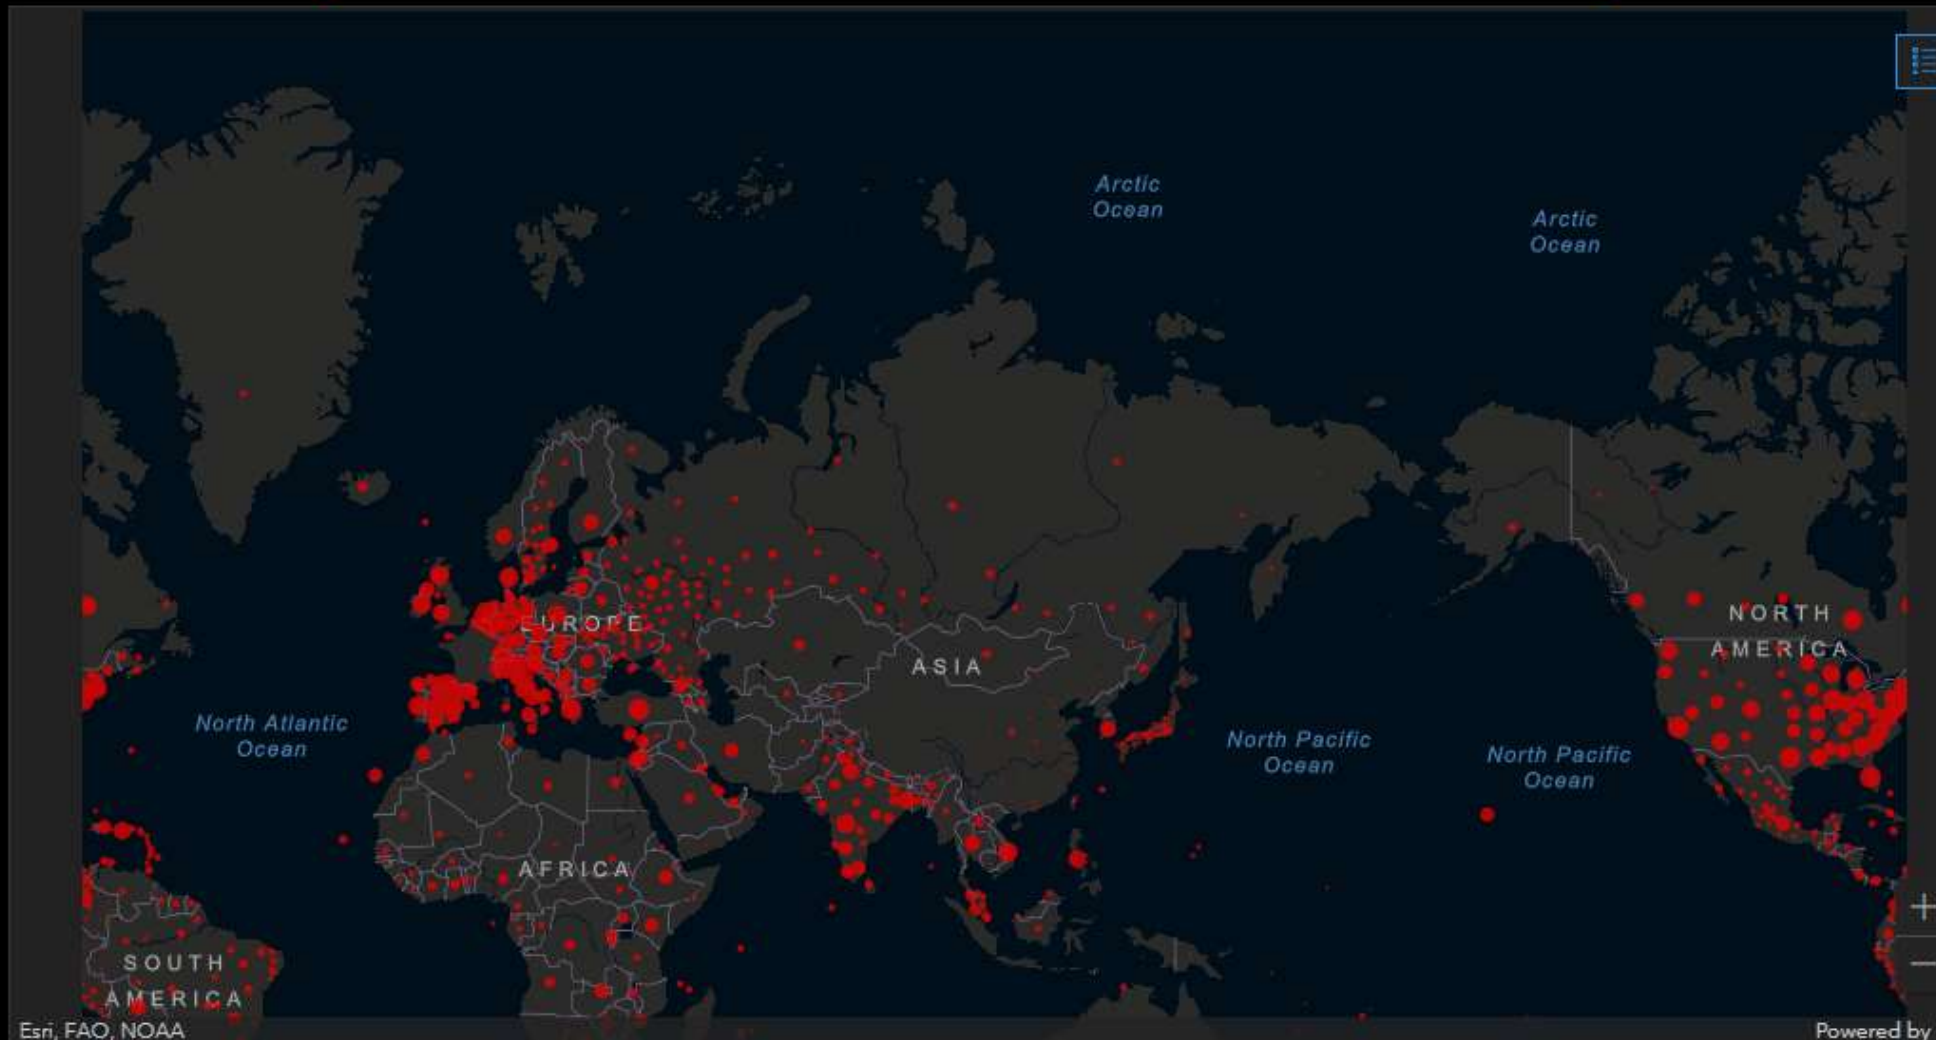 Arctic
Ocean
Arctic
Ocean
EUROPE
NORTH
AMERICA
ASIA
North Atlantic
Ocean
North Pacific
Ocean
North Pacific
Ocean
AFRICA
SOUTH
AMERICA
Esri, FAO, NOAA
Powered by